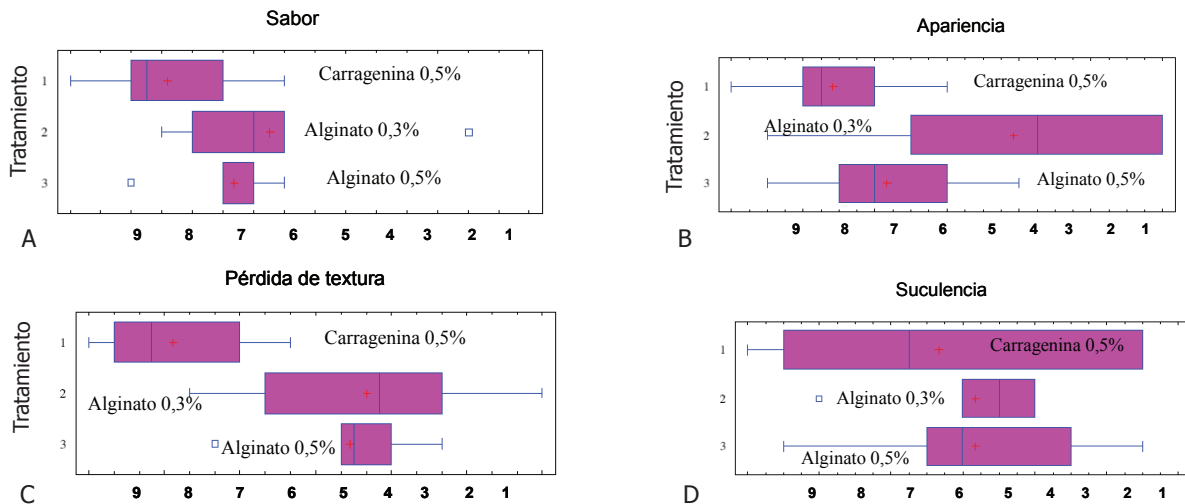 Sabor
Tratamiento
1
Carragenina 0,5%
2
Alginato 0,3%
3
Alginato 0,5%
A
9 8 7 6 5 4 3 2 1
Apariencia
Tratamiento
1
Carragenina 0,5%
Alginato 0,3%
2
3
Alginato 0,5%
B
9 8 7 6 5 4 3 2 1
Pérdida de textura
Tratamiento
1
Carragenina 0,5%
2
Alginato 0,3%
3
Alginato 0,5%
C
9 8 7 6 5 4 3 2 1
Suculencia
1
Carragenina 0,5%
2
Alginato 0,3%
3
Alginato 0,5%
D
9 8 7 6 5 4 3 2 1